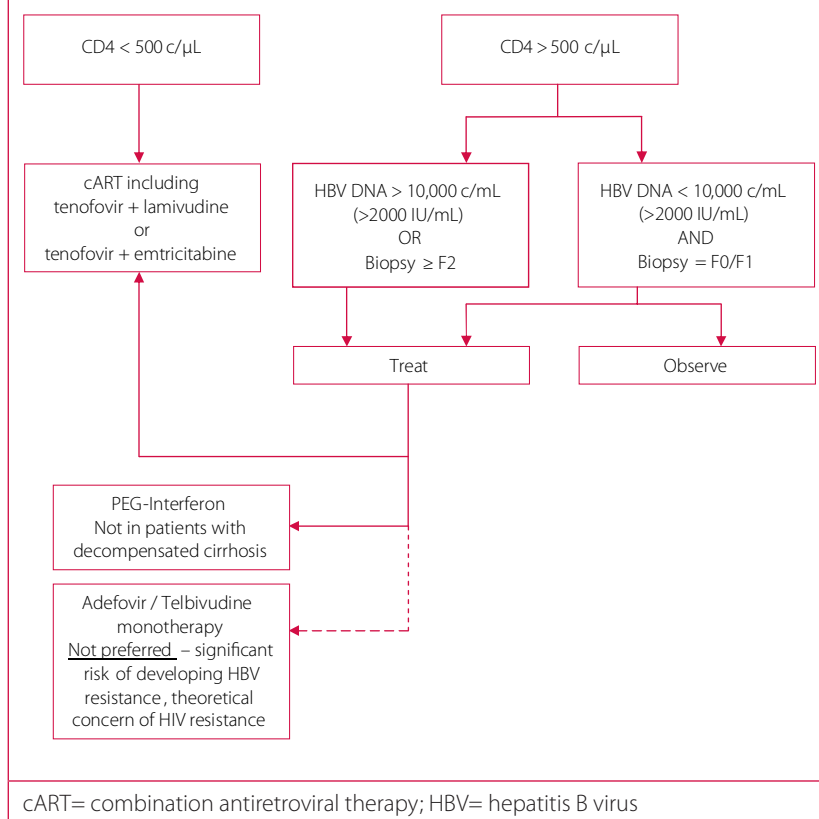 CD4 < 500 c/µL
CD4 > 500 c/µL
cART including
tenofovir + lamivudine
or
tenofovir + emtricitabine
HBV DNA > 10,000 c/mL
(>2000 IU/mL)
OR
Biopsy ≥ F2
HBV DNA < 10,000 c/mL
(>2000 IU/mL)
AND
Biopsy = F0/F1
Treat
Observe
PEG-Interferon
Not in patients with
decompensated cirrhosis
Adefovir / Telbivudine
monotherapy
Not preferred – significant
risk of developing HBV
resistance , theoretical
concern of HIV resistance
cART= combination antiretroviral therapy; HBV= hepatitis B virus